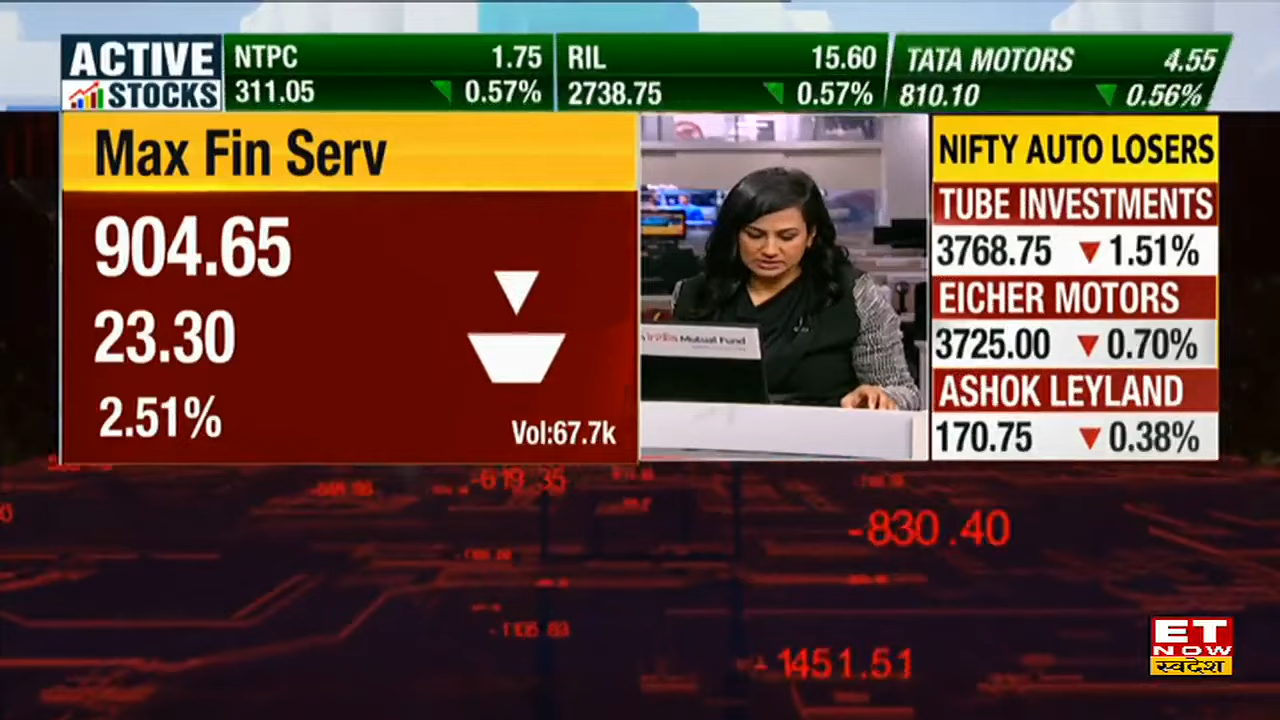 ACTIVE
STOCKS
NTPC 1.75
311.05 0.57%
RIL 15.60
2738.75 0.57%
TATA MOTORS 4.55
810.10 0.56%
Max Fin Serv
904.65
23.30
2.51%
Vol:67.7k
Mutual Fund
NIFTY AUTO LOSERS
TUBE INVESTMENTS
3768.75 1.51%
EICHER MOTORS
3725.00 0.70%
ASHOK LEYLAND
170.75 0.38%
-619.35
-830.40
-1451.51
ET
NOW
स्वदेश